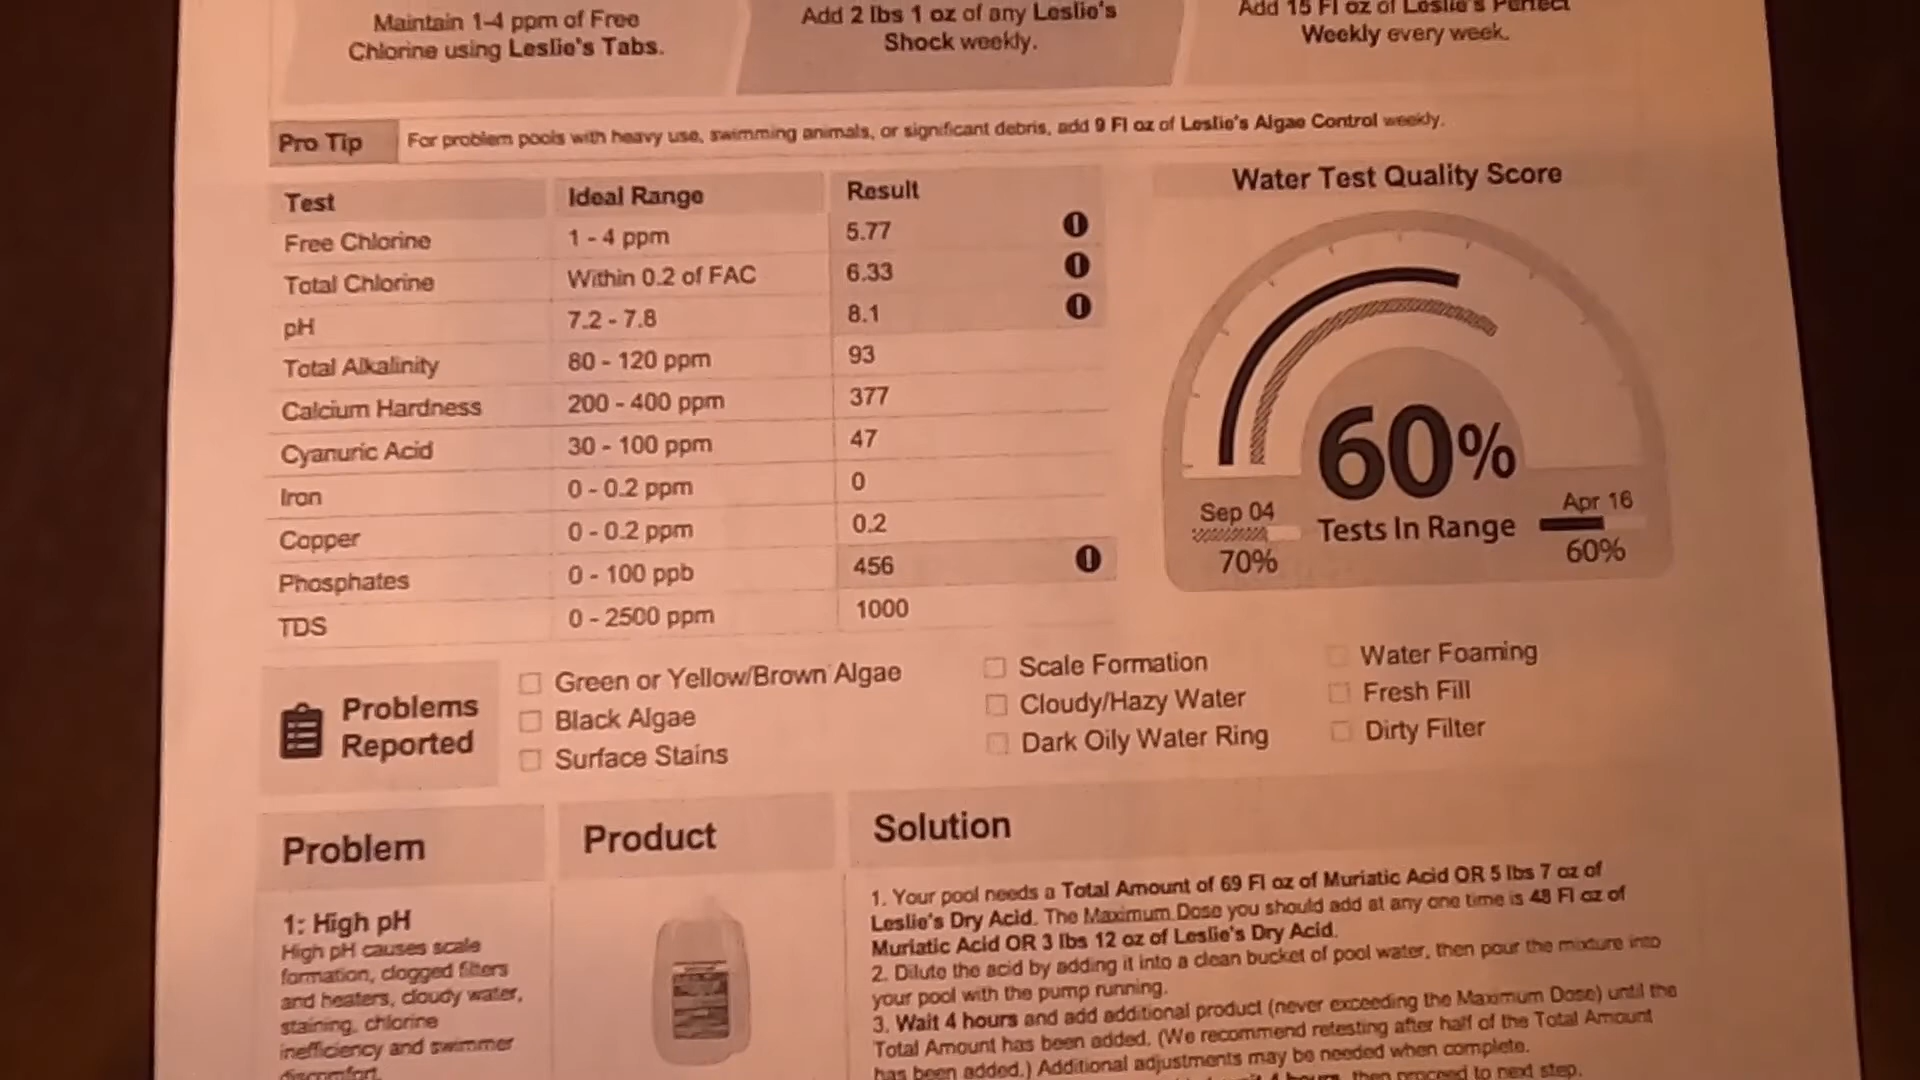 Maintain 1-4 ppm of Free
Chlorine using Leslie's Tabs.
Add 2 lbs 1 oz of any Leslie's
Shock weekly.
Add 15 Fl oz of Leslie's Perfect
Weekly every week.
Pro Tip
For problem pools with heavy use, swimming animals, or significant debris, add 9 Fl oz of Leslie's Algae Control weekly.
Test Ideal Range Result
Free Chlorine 1 - 4 ppm 5.77
Total Chlorine Within 0.2 of FAC 6.33
pH 7.2 - 7.8 8.1
Total Alkalinity 80 - 120 ppm 93
Calcium Hardness 200 - 400 ppm 377
Cyanuric Acid 30 - 100 ppm 47
Iron 0 - 0.2 ppm 0
Copper 0 - 0.2 ppm 0.2
Phosphates 0 - 100 ppb 456
TDS 0 - 2500 ppm 1000
Water Test Quality Score
60%
Tests In Range
Sep 04
70%
Apr 16
60%
Problems
Reported
Green or Yellow/Brown Algae
Black Algae
Surface Stains
Scale Formation
Cloudy/Hazy Water
Dark Oily Water Ring
Water Foaming
Fresh Fill
Dirty Filter
Problem
Product
Solution
1: High pH
High pH causes scale
formation, clogged filters
and heaters, cloudy water,
staining, chlorine
inefficiency and swimmer
discomfort.
1. Your pool needs a Total Amount of 69 Fl oz of Muriatic Acid OR 5 lbs 7 oz of
Leslie's Dry Acid. The Maximum Dose you should add at any one time is 48 Fl oz of
Muriatic Acid OR 3 lbs 12 oz of Leslie's Dry Acid.
2. Dilute the acid by adding it into a clean bucket of pool water, then pour the mixture into
your pool with the pump running.
3. Wait 4 hours and add additional product (never exceeding the Maximum Dose) until the
Total Amount has been added. (We recommend retesting after half of the Total Amount
has been added.) Additional adjustments may be needed when complete.
4 hours, then proceed to next step.